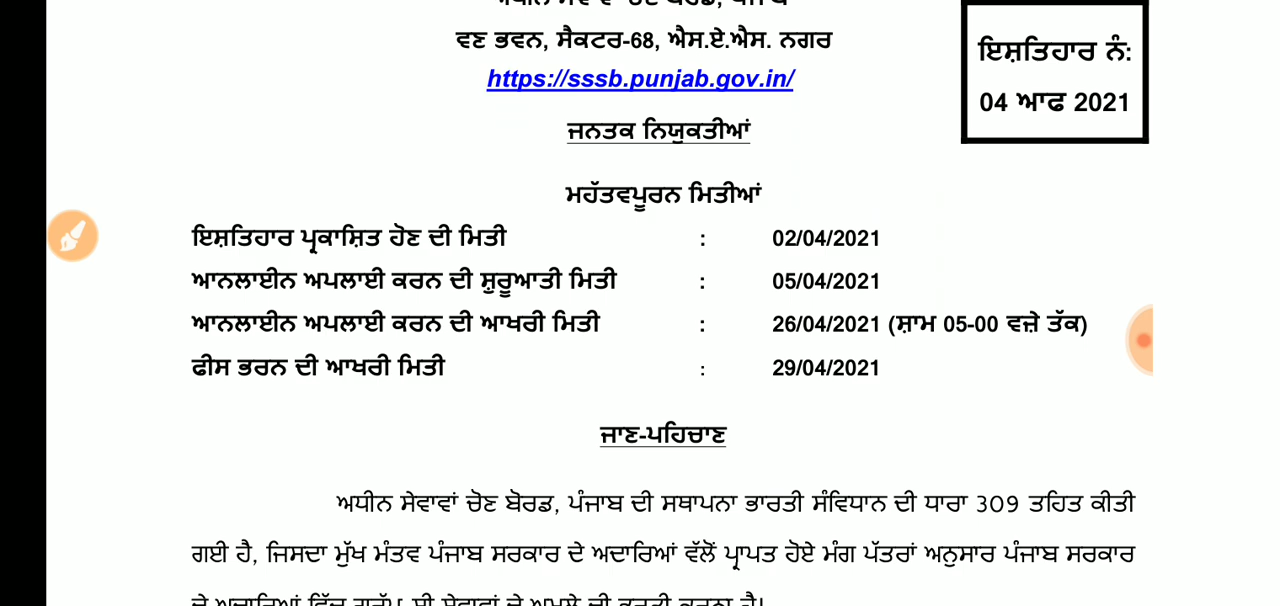 ਵਣ ਭਵਨ, ਸੈਕਟਰ-68, ਐਸ.ਏ.ਐਸ. ਨਗਰ
https://sssb.punjab.gov.in/
ਇਸ਼ਤਿਹਾਰ ਨੰ:
04 ਆਫ 2021
ਜਨਤਕ ਨਿਯੁਕਤੀਆਂ
ਮਹੱਤਵਪੂਰਨ ਮਿਤੀਆਂ
ਇਸ਼ਤਿਹਾਰ ਪ੍ਰਕਾਸ਼ਿਤ ਹੋਣ ਦੀ ਮਿਤੀ : 02/04/2021
ਆਨਲਾਈਨ ਅਪਲਾਈ ਕਰਨ ਦੀ ਸ਼ੁਰੂਆਤੀ ਮਿਤੀ : 05/04/2021
ਆਨਲਾਈਨ ਅਪਲਾਈ ਕਰਨ ਦੀ ਆਖਰੀ ਮਿਤੀ : 26/04/2021 (ਸ਼ਾਮ 05-00 ਵਜ਼ੇ ਤੱਕ)
ਫੀਸ ਭਰਨ ਦੀ ਆਖਰੀ ਮਿਤੀ : 29/04/2021
ਜਾਣ-ਪਹਿਚਾਣ
ਅਧੀਨ ਸੇਵਾਵਾਂ ਚੋਣ ਬੋਰਡ, ਪੰਜਾਬ ਦੀ ਸਥਾਪਨਾ ਭਾਰਤੀ ਸੰਵਿਧਾਨ ਦੀ ਧਾਰਾ 309 ਤਹਿਤ ਕੀਤੀ
ਗਈ ਹੈ, ਜਿਸਦਾ ਮੁੱਖ ਮੰਤਵ ਪੰਜਾਬ ਸਰਕਾਰ ਦੇ ਅਦਾਰਿਆਂ ਵੱਲੋਂ ਪ੍ਰਾਪਤ ਹੋਏ ਮੰਗ ਪੱਤਰਾਂ ਅਨੁਸਾਰ ਪੰਜਾਬ ਸਰਕਾਰ